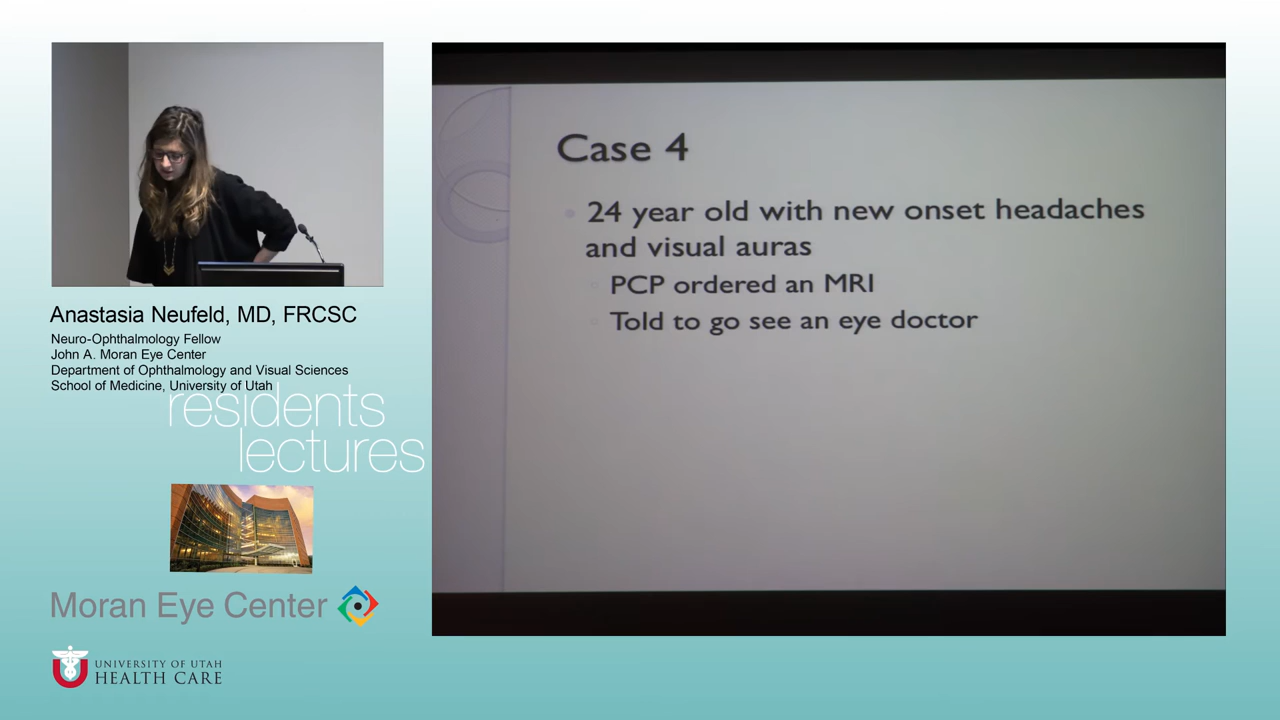 Anastasia Neufeld, MD, FRCSC
Neuro-Ophthalmology Fellow
John A. Moran Eye Center
Department of Ophthalmology and Visual Sciences
School of Medicine, University of Utah
residents
lectures
Moran Eye Center
UNIVERSITY OF UTAH
HEALTH CARE
Case 4
24 year old with new onset headaches
and visual auras
PCP ordered an MRI
Told to go see an eye doctor